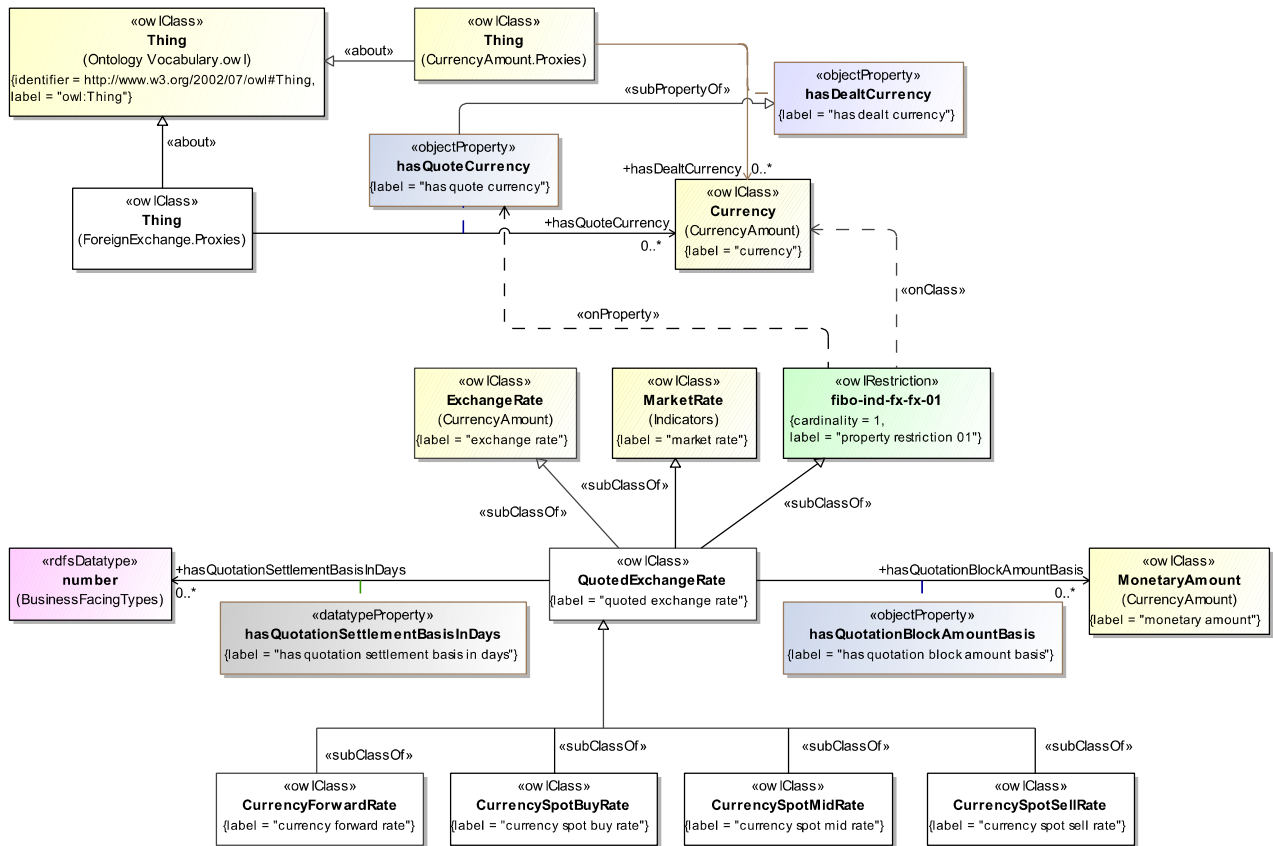 «owlClass»
Thing
(Ontology Vocabulary.owl)
{identifier = http://www.w3.org/2002/07/owl#Thing,
label = "owl:Thing"}
«about»
«owlClass»
Thing
(CurrencyAmount.Proxies)
«objectProperty»
hasDealtCurrency
{label = "has dealt currency"}
«subPropertyOf»
«about»
«objectProperty»
hasQuoteCurrency
{label = "has quote currency"}
+hasDealtCurrency 0..*
«owlClass»
Thing
(ForeignExchange.Proxies)
+hasQuoteCurrency
0..*
«owlClass»
Currency
(CurrencyAmount)
{label = "currency"}
«onClass»
«onProperty»
«owlClass»
ExchangeRate
(CurrencyAmount)
{label = "exchange rate"}
«owlClass»
MarketRate
(Indicators)
{label = "market rate"}
«owlRestriction»
fibo-ind-fx-fx-01
{cardinality = 1,
label = "property restriction 01"}
«subClassOf»
«subClassOf»
«subClassOf»
«rdfsDatatype»
number
(BusinessFacingTypes)
+hasQuotationSettlementBasisInDays
0..*
«owlClass»
QuotedExchangeRate
{label = "quoted exchange rate"}
+hasQuotationBlockAmountBasis
0..*
«owlClass»
MonetaryAmount
(CurrencyAmount)
{label = "monetary amount"}
«datatypeProperty»
hasQuotationSettlementBasisInDays
{label = "has quotation settlement basis in days"}
«objectProperty»
hasQuotationBlockAmountBasis
{label = "has quotation block amount basis"}
«subClassOf»
«subClassOf»
«subClassOf»
«subClassOf»
«owlClass»
CurrencyForwardRate
{label = "currency forward rate"}
«owlClass»
CurrencySpotBuyRate
{label = "currency spot buy rate"}
«owlClass»
CurrencySpotMidRate
{label = "currency spot mid rate"}
«owlClass»
CurrencySpotSellRate
{label = "currency spot sell rate"}